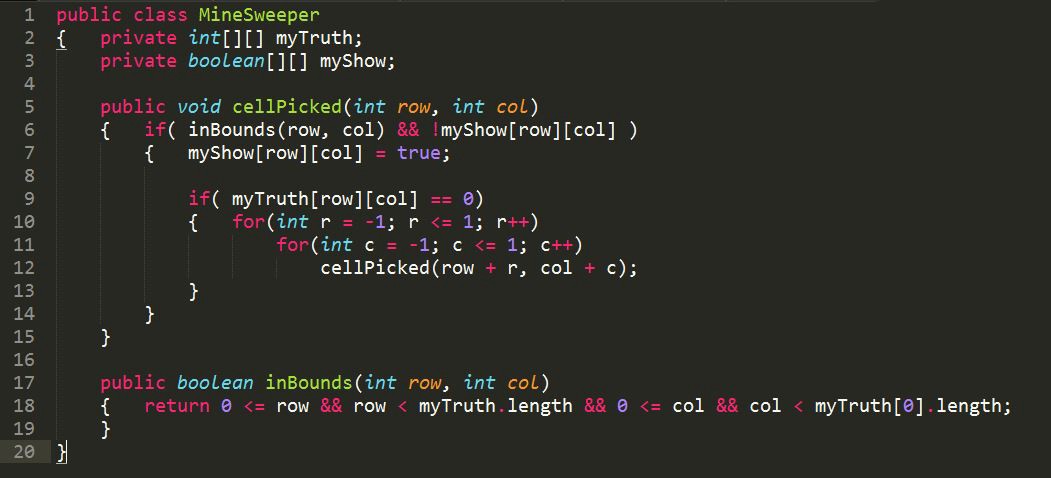 1 public class MineSweeper
2 {   private int[][] myTruth;
3     private boolean[][] myShow;
4
5     public void cellPicked(int row, int col)
6     {   if( inBounds(row, col) && !myShow[row][col] )
7         {   myShow[row][col] = true;
8
9             if( myTruth[row][col] == 0)
10             {   for(int r = -1; r <= 1; r++)
11                     for(int c = -1; c <= 1; c++)
12                         cellPicked(row + r, col + c);
13             }
14         }
15     }
16
17     public boolean inBounds(int row, int col)
18     {   return 0 <= row && row < myTruth.length && 0 <= col && col < myTruth[0].length;
19     }
20 }